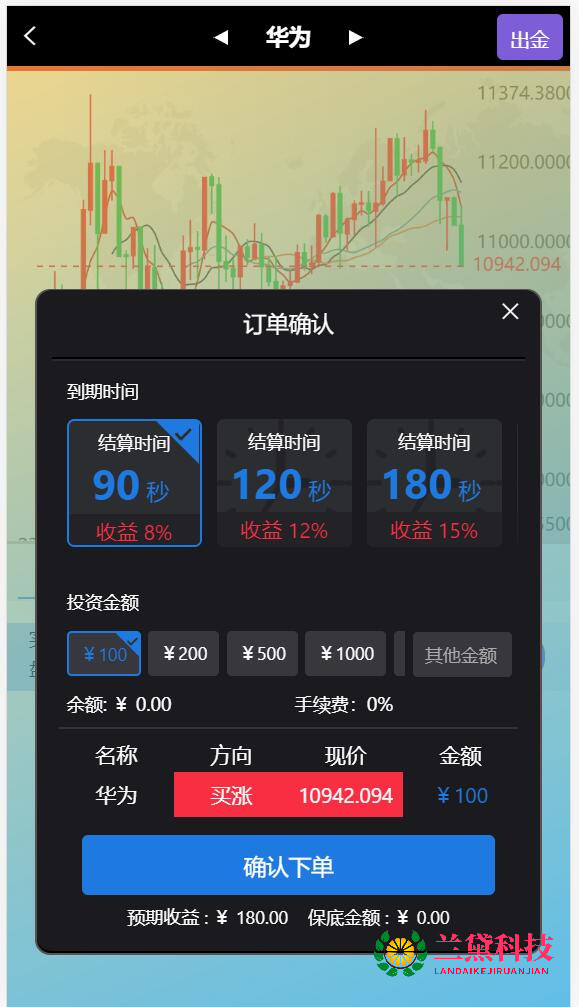 华为
出金
11374.380
11200.0000
11000.0000
10942.094
订单确认
到期时间
结算时间 结算时间 结算时间
90 秒 120 秒 180 秒
收益 8% 收益 12% 收益 15%
投资金额
¥100 ¥200 ¥500 ¥1000 其他金额
余额: ¥ 0.00 手续费：0%
名称 方向 现价 金额
华为 买涨 10942.094 ¥100
确认下单
预期收益：¥ 180.00 保底金额：¥ 0.00
兰黛科技
LANDAIKEJIRUANJIAN